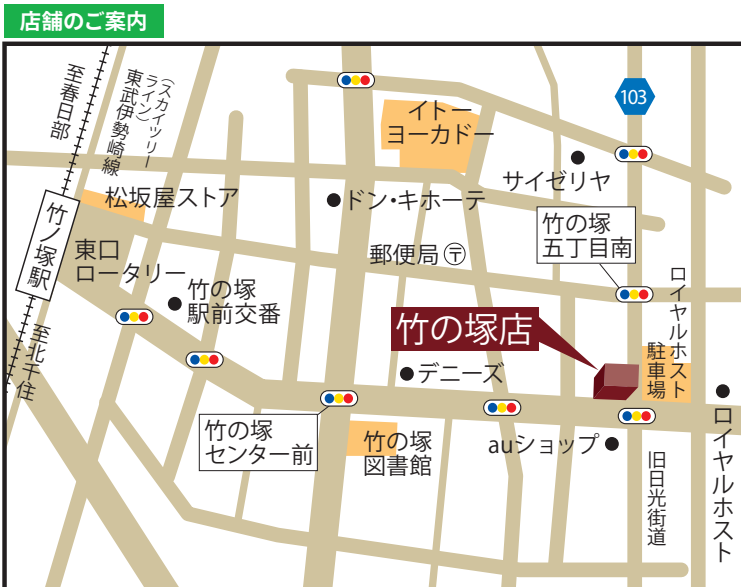 店舗のご案内
至春日部
東武伊勢崎線
(スカイツリー
ライン)
103
イトー
ヨーカドー
サイゼリヤ
松坂屋ストア
ドン・キホーテ
竹の塚
五丁目南
竹ノ塚駅
東口
ロータリー
郵便局〒
竹の塚
駅前交番
竹の塚店
ロイヤルホスト
駐車場
至北千住
デニーズ
竹の塚
センター前
竹の塚
図書館
auショップ
旧日光街道
ロイヤルホスト